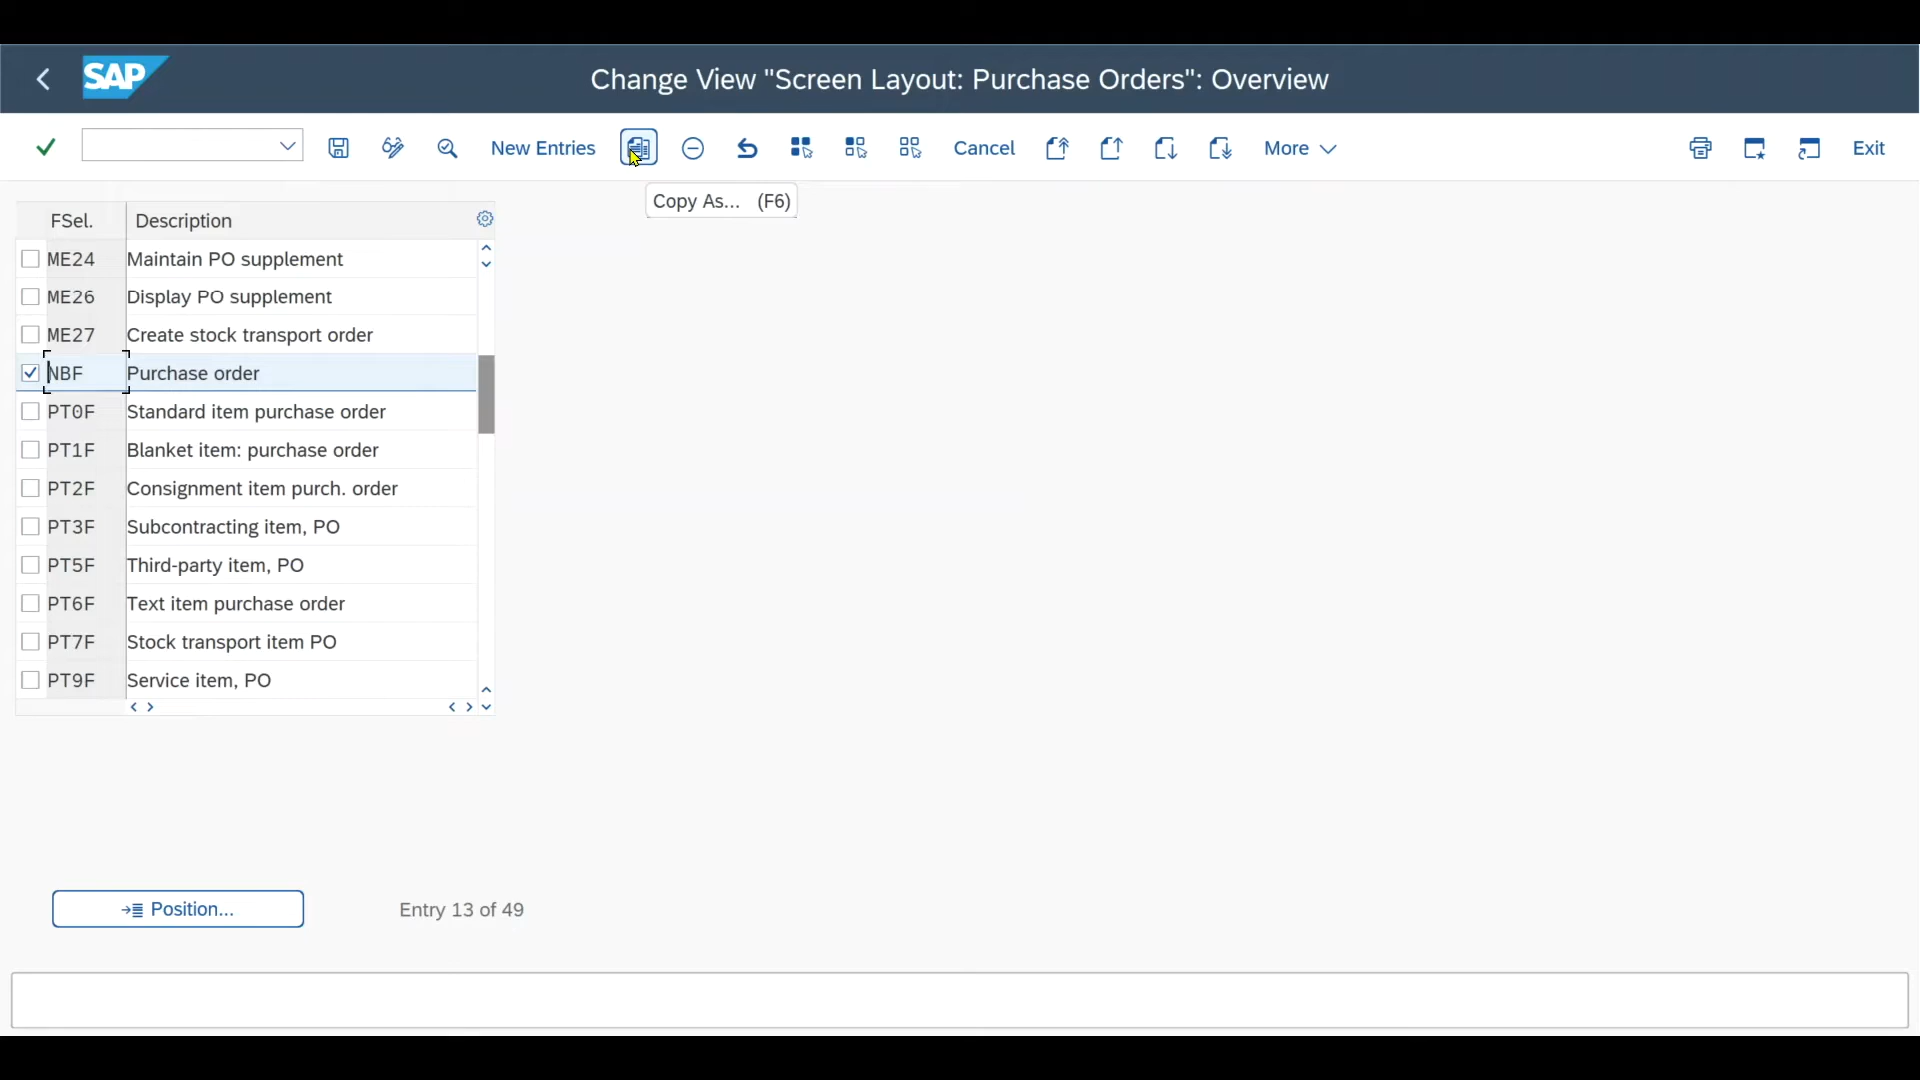 SAP
Change View "Screen Layout: Purchase Orders": Overview
New Entries
Cancel
More
Exit
Copy As... (F6)
FSel. Description
ME24 Maintain PO supplement
ME26 Display PO supplement
ME27 Create stock transport order
NBF Purchase order
PT0F Standard item purchase order
PT1F Blanket item: purchase order
PT2F Consignment item purch. order
PT3F Subcontracting item, PO
PT5F Third-party item, PO
PT6F Text item purchase order
PT7F Stock transport item PO
PT9F Service item, PO
Position...
Entry 13 of 49